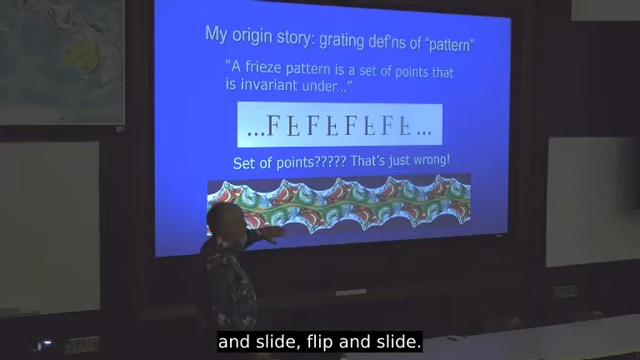 My origin story: grating def'ns of "pattern"
"A frieze pattern is a set of points that
is invariant under..."
Set of points????? That's just wrong!
and slide, flip and slide.